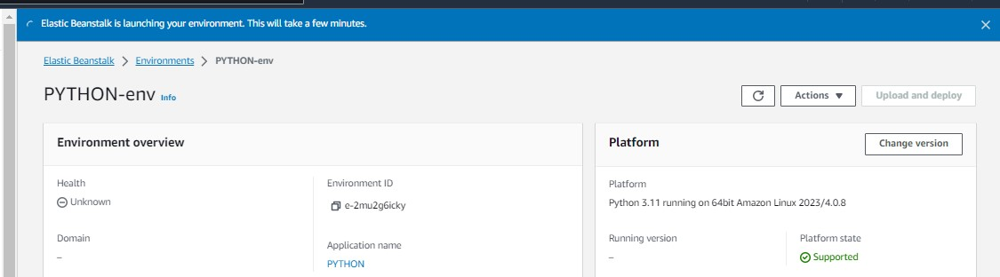 Elastic Beanstalk is launching your environment. This will take a few minutes.
Elastic Beanstalk > Environments > PYTHON-env
PYTHON-env Info
Actions
Upload and deploy
Environment overview
Health
Unknown
Domain
–
Environment ID
e-2mu2g6icky
Application name
PYTHON
Platform
Change version
Platform
Python 3.11 running on 64bit Amazon Linux 2023/4.0.8
Running version
–
Platform state
Supported